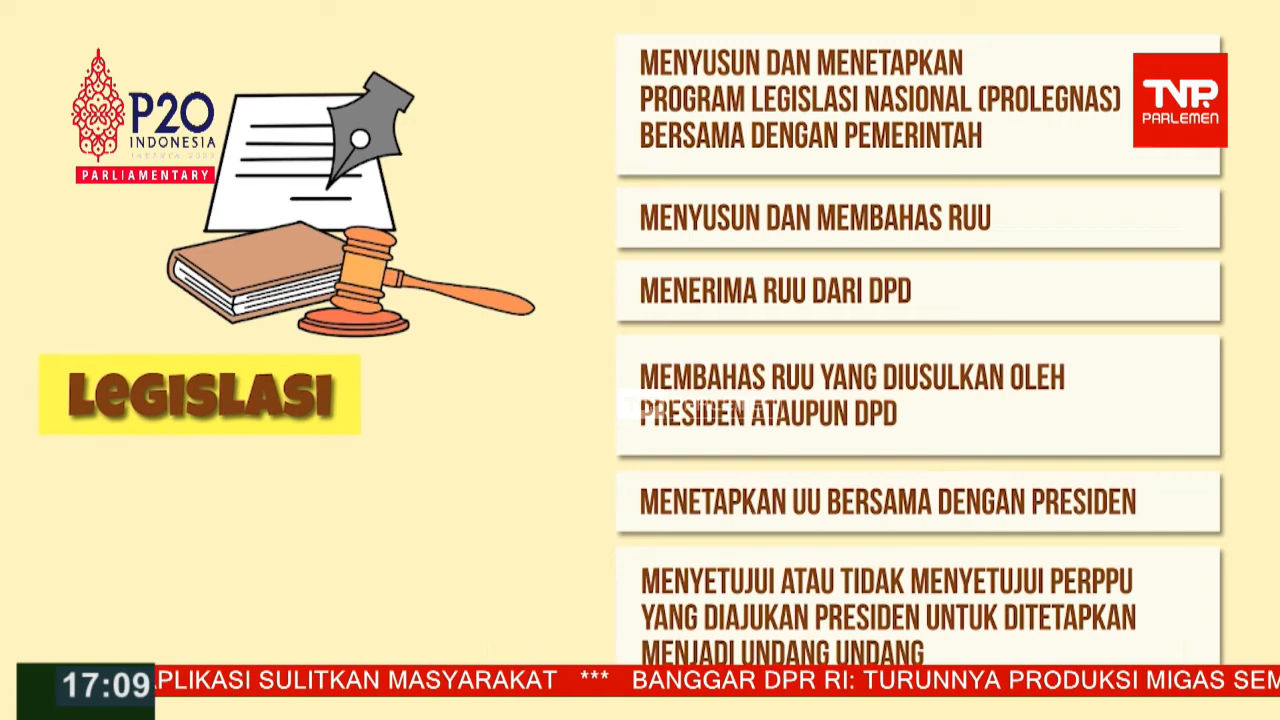 P20
INDONESIA
PARLIAMENTARY
LEGISLASI
MENYUSUN DAN MENETAPKAN
PROGRAM LEGISLASI NASIONAL (PROLEGNAS)
BERSAMA DENGAN PEMERINTAH
TVP.
PARLEMEN
MENYUSUN DAN MEMBAHAS RUU
MENERIMA RUU DARI DPD
MEMBAHAS RUU YANG DIUSULKAN OLEH
PRESIDEN ATAUPUN DPD
MENETAPKAN UU BERSAMA DENGAN PRESIDEN
MENYETUJUI ATAU TIDAK MENYETUJUI PERPPU
YANG DIAJUKAN PRESIDEN UNTUK DITETAPKAN
MENJADI UNDANG UNDANG
17:09 PLIKASI SULITKAN MASYARAKAT *** BANGGAR DPR RI: TURUNNYA PRODUKSI MIGAS SEM